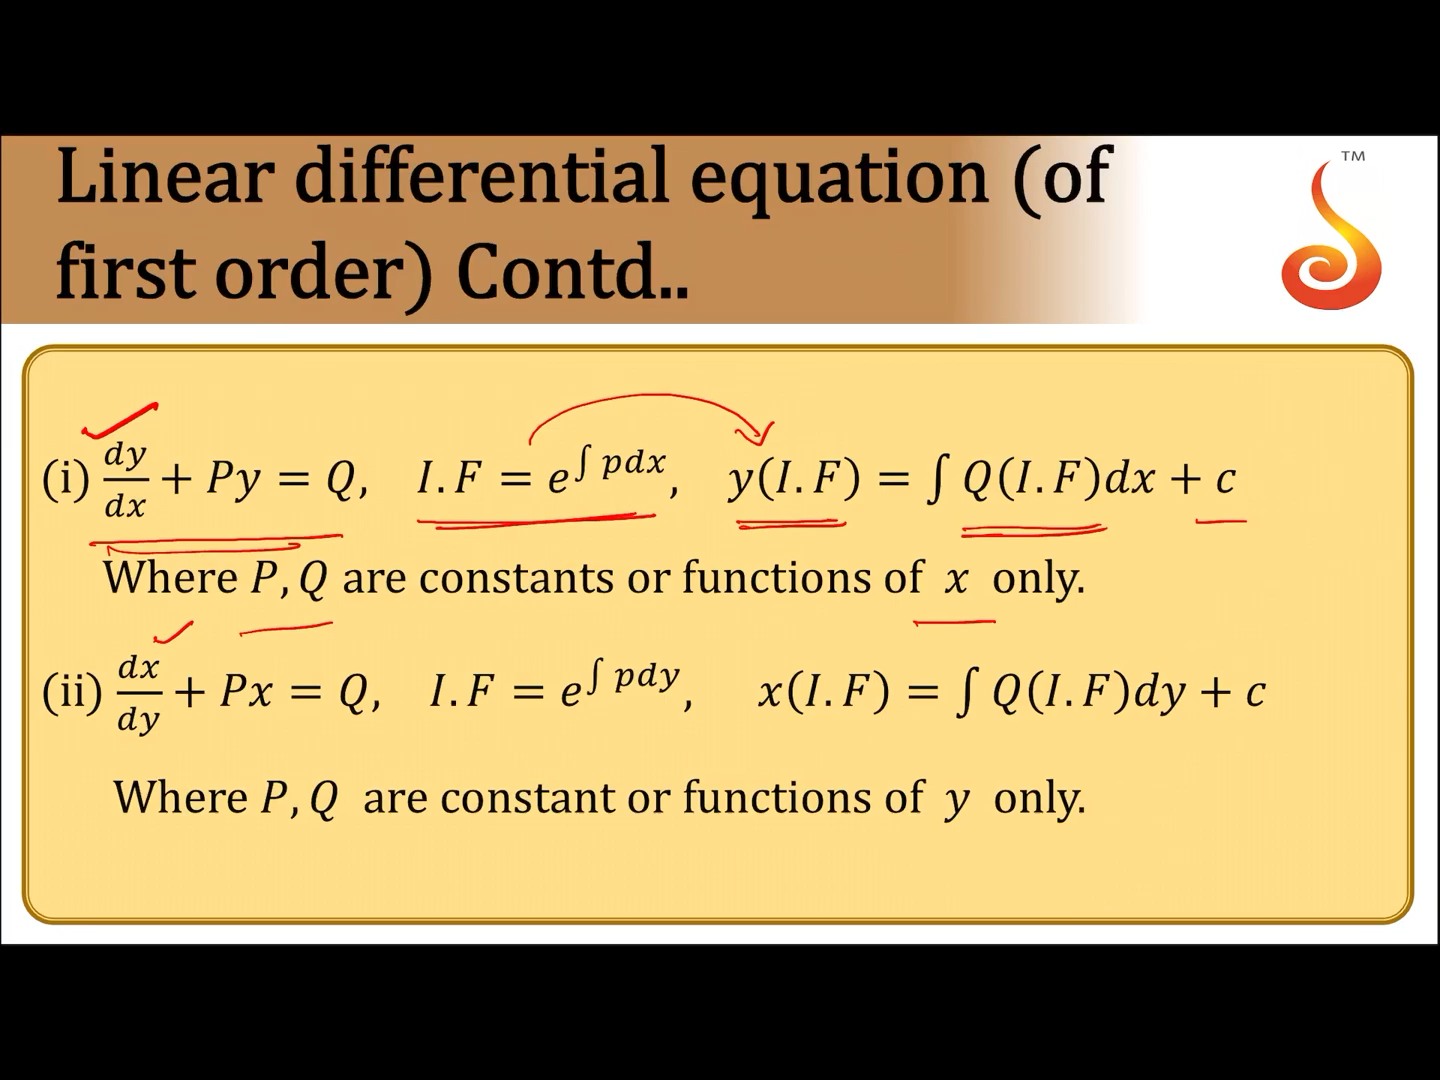 Linear differential equation (of
first order) Contd..
TM
(i) dy/dx + Py = Q, I.F = e^∫ pdx, y(I.F) = ∫ Q(I.F)dx + c
Where P, Q are constants or functions of x only.
(ii) dx/dy + Px = Q, I.F = e^∫ pdy, x(I.F) = ∫ Q(I.F)dy + c
Where P, Q are constant or functions of y only.